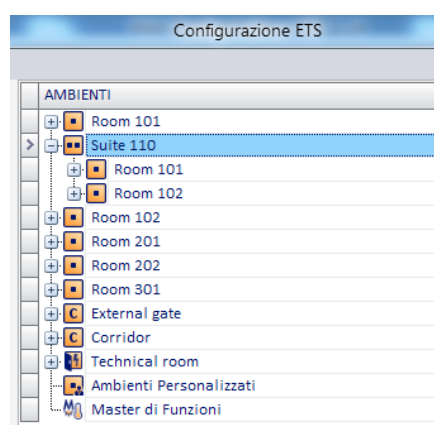 Configurazione ETS
AMBIENTI
Room 101
Suite 110
Room 101
Room 102
Room 102
Room 201
Room 202
Room 301
C External gate
C Corridor
Technical room
Ambienti Personalizzati
Master di Funzioni